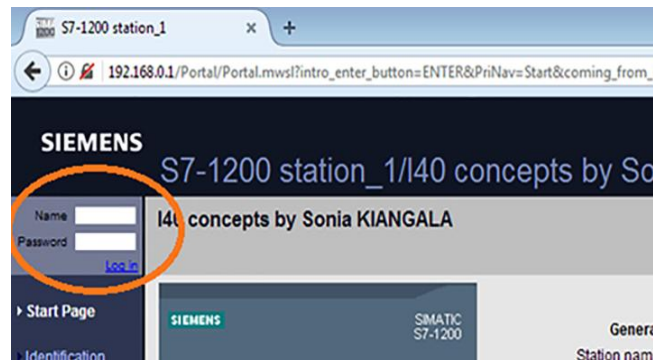 S7-1200 station_1 × +
192.168.0.1/Portal/Portal.mwsl?intro_enter_button=ENTER&PriNav=Start&coming_from_
SIEMENS
S7-1200 station_1/I40 concepts by So
Name
I40 concepts by Sonia KIANGALA
Password
Log in
Start Page
SIEMENS
SIMATIC
S7-1200
Genera
Identification
Station nam